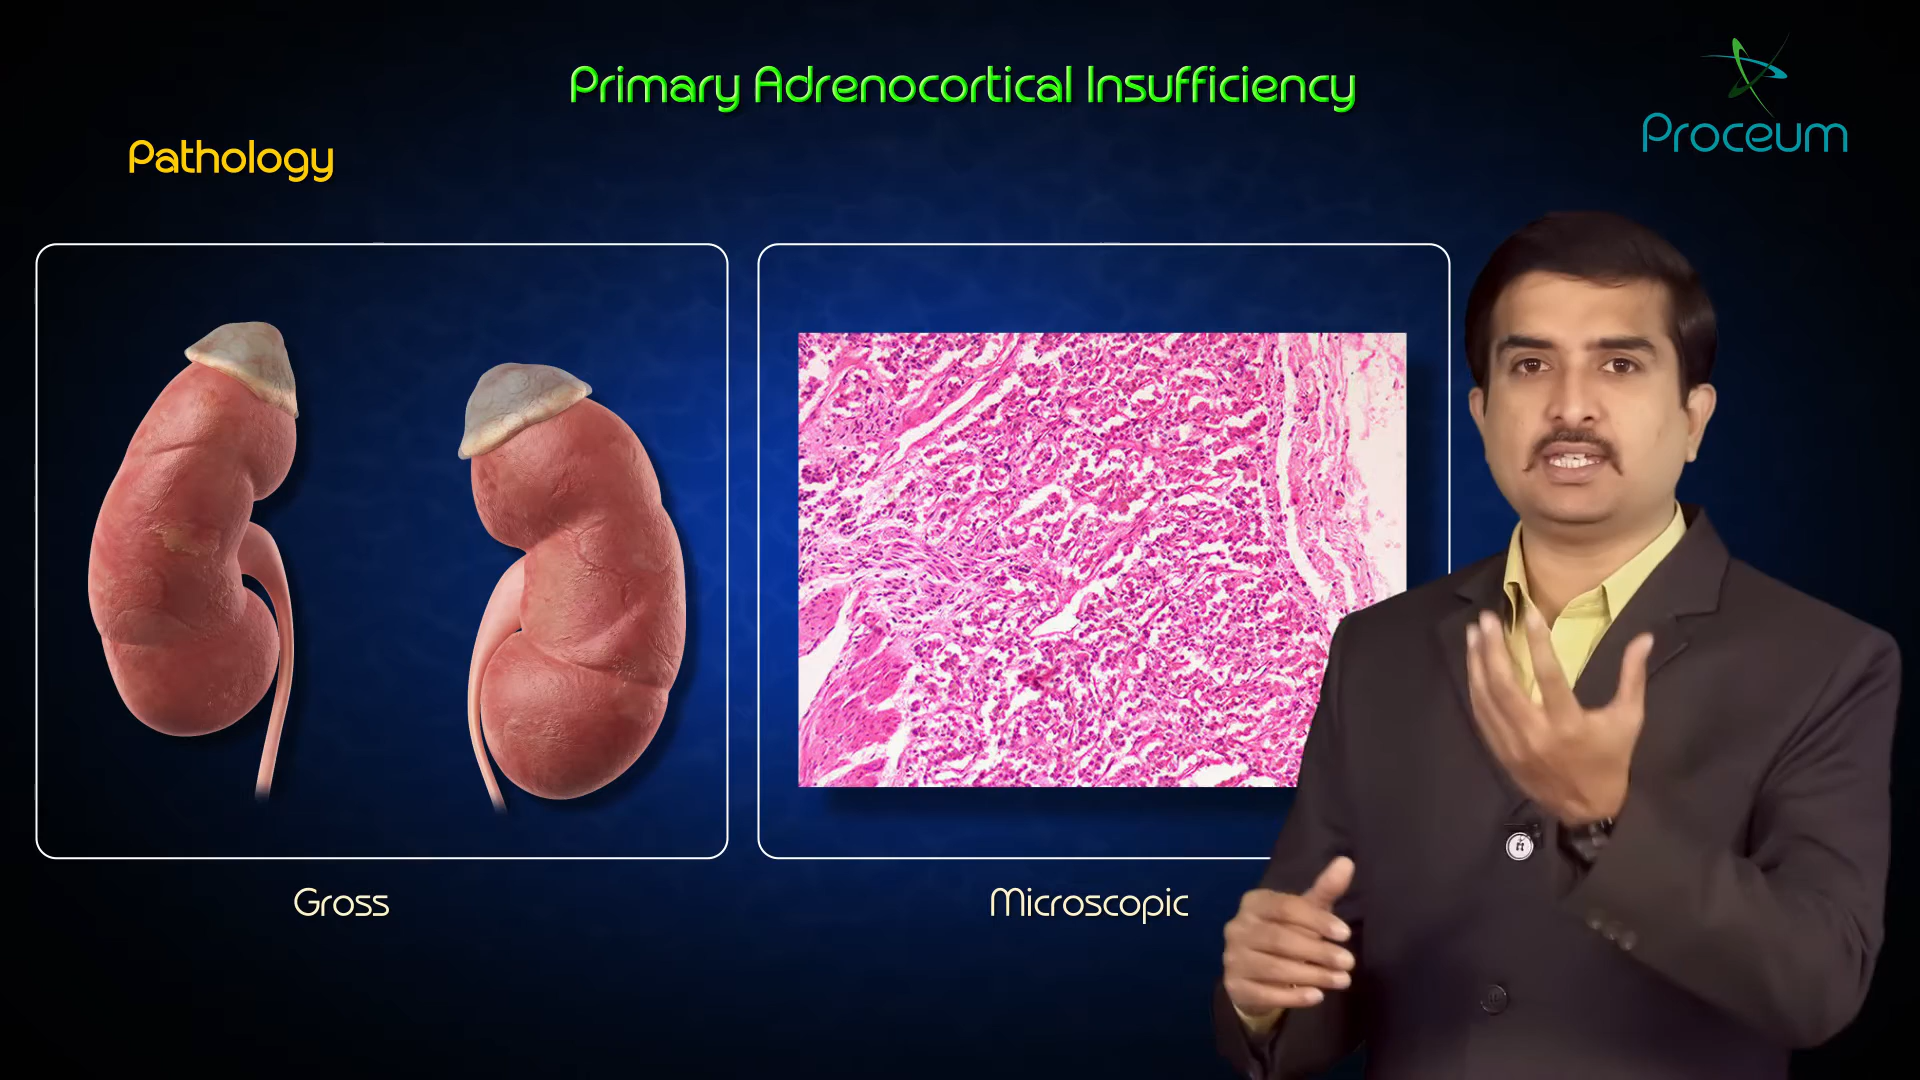 Primary Adrenocortical Insufficiency
Proceum
Pathology
Gross
Microscopic